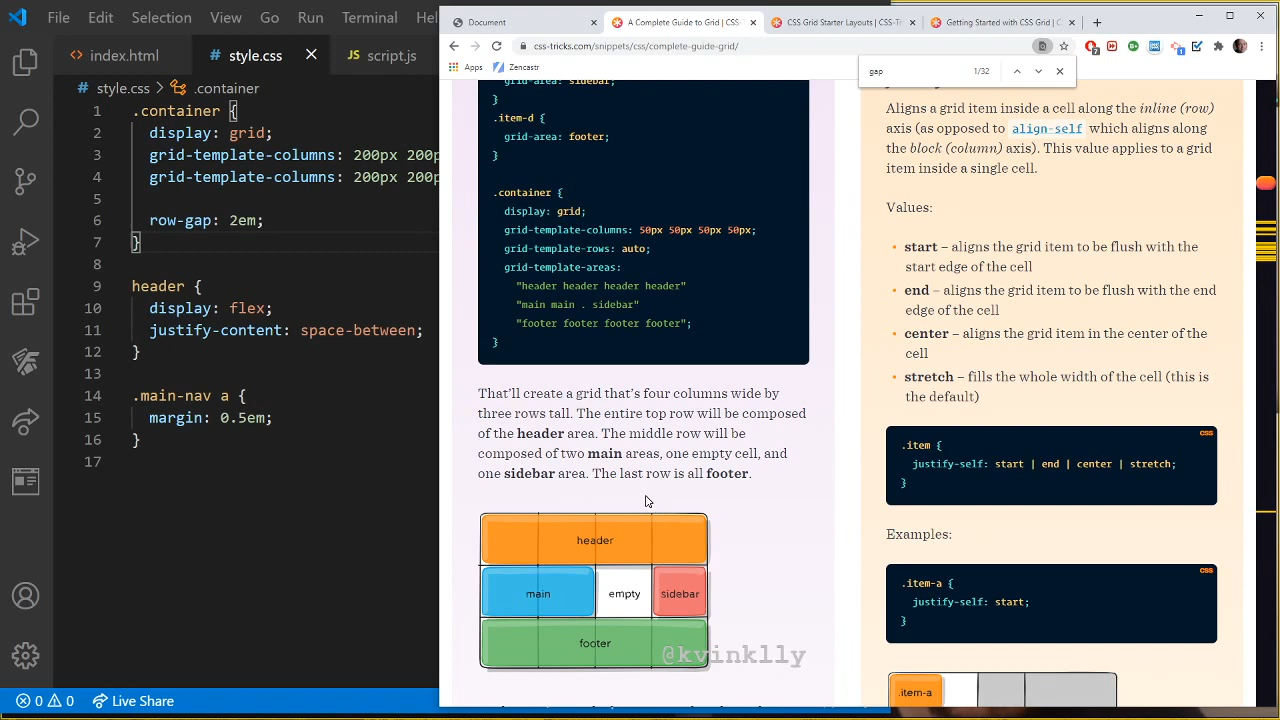 File
Edit
Selection
View
Go
Run
Terminal
index.html
style.css
script.js
style.css
.container
1 .container {
2 display: grid;
3 grid-template-columns: 200px 200p
4 grid-template-rows: 200px 200p
5
6 row-gap: 2em;
7 }
8
9 header {
10 display: flex;
11 justify-content: space-between;
12 }
13
14 .main-nav a {
15 margin: 0.5em;
16 }
17
0 0 Live Share
Document
A Complete Guide to Grid | CSS-
CSS Grid Starter Layouts | CSS-Tr
Getting Started with CSS Grid | C
css-tricks.com/snippets/css/complete-guide-grid/
Apps
Zencastr
gap 1/32
grid-area: sidebar;
}
.item-d {
grid-area: footer;
}
.container {
display: grid;
grid-template-columns: 50px 50px 50px 50px;
grid-template-rows: auto;
grid-template-areas:
"header header header header"
"main main . sidebar"
"footer footer footer footer";
}
That'll create a grid that's four columns wide by
three rows tall. The entire top row will be composed
of the header area. The middle row will be
composed of two main areas, one empty cell, and
one sidebar area. The last row is all footer.
header
main
empty
sidebar
footer
@kvinklly
Aligns a grid item inside a cell along the inline (row)
axis (as opposed to align-self which aligns along
the block (column) axis). This value applies to a grid
item inside a single cell.
Values:
start – aligns the grid item to be flush with the
start edge of the cell
end – aligns the grid item to be flush with the end
edge of the cell
center – aligns the grid item in the center of the
cell
stretch – fills the whole width of the cell (this is
the default)
CSS
.item {
justify-self: start | end | center | stretch;
}
Examples:
CSS
.item-a {
justify-self: start;
}
.item-a